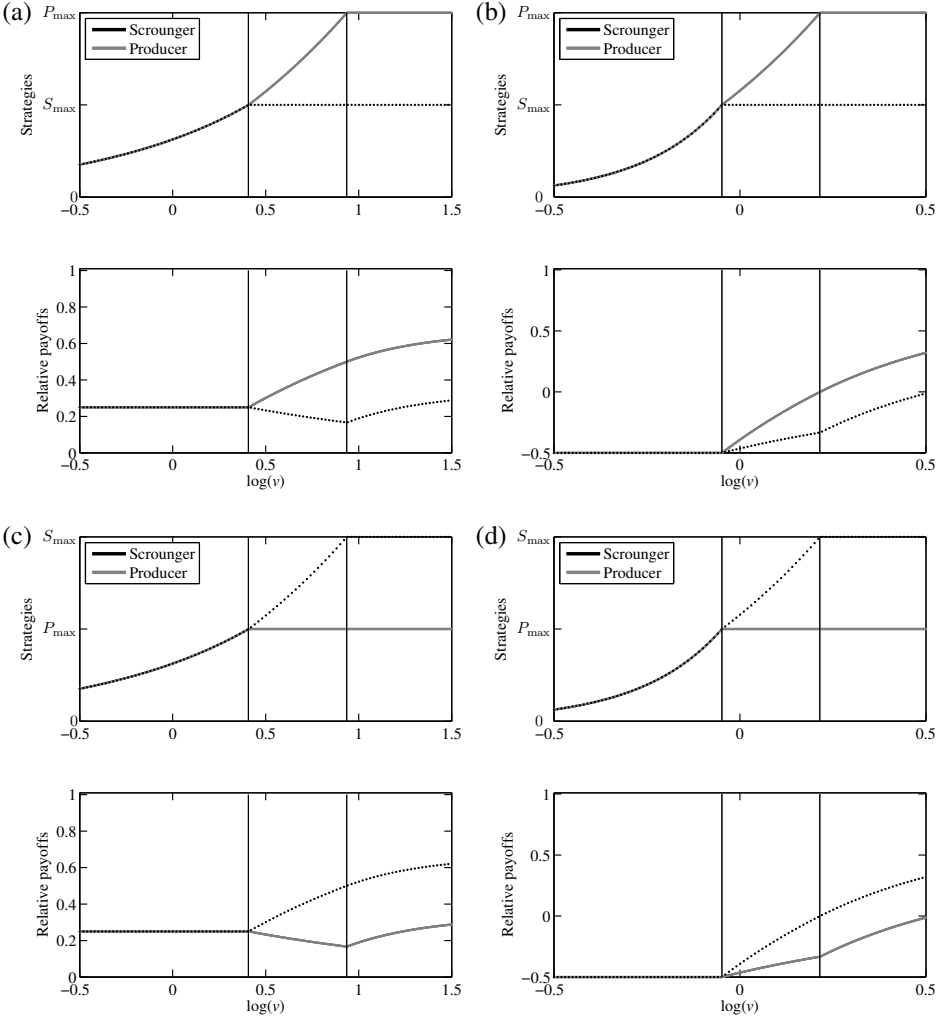 (a)
P_max
S_max
0
Strategies
Scrounger
Producer
−0.5 0 0.5 1 1.5
1
0.8
0.6
0.4
0.2
0
Relative payoffs
−0.5 0 0.5 1 1.5
log(v)
(b)
P_max
S_max
0
Strategies
Scrounger
Producer
−0.5 0 0.5
1
0.5
0
−0.5
Relative payoffs
−0.5 0 0.5
log(v)
(c)
S_max
P_max
0
Strategies
Scrounger
Producer
−0.5 0 0.5 1 1.5
1
0.8
0.6
0.4
0.2
0
Relative payoffs
−0.5 0 0.5 1 1.5
log(v)
(d)
S_max
P_max
0
Strategies
Scrounger
Producer
−0.5 0 0.5
1
0.5
0
−0.5
Relative payoffs
−0.5 0 0.5
log(v)